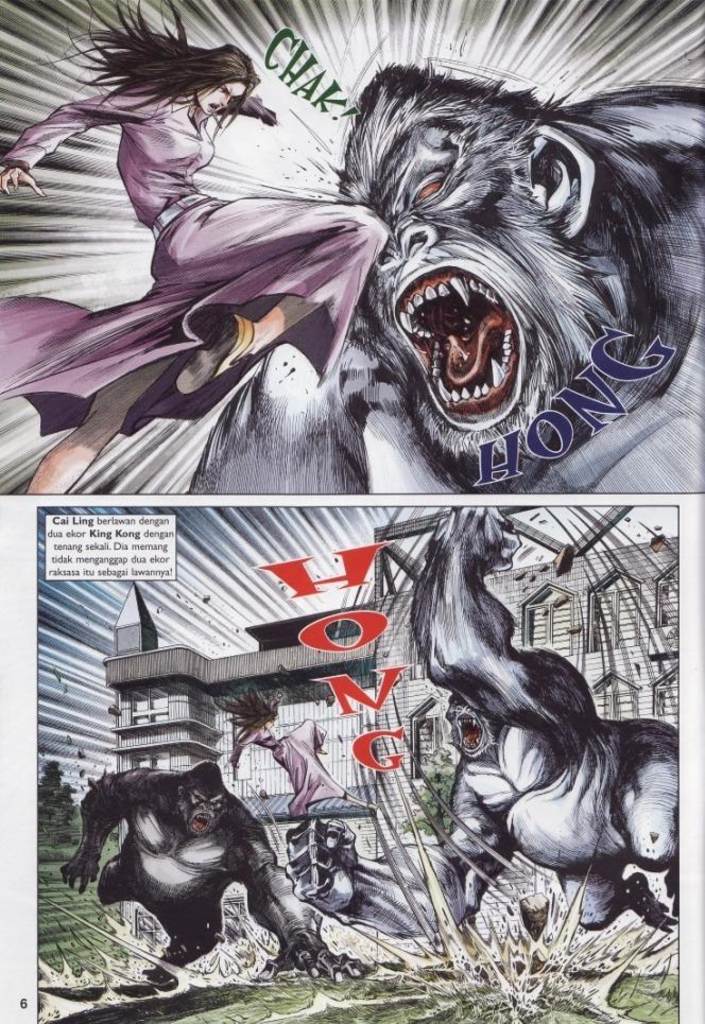 CHAK!
HONG
Cai Ling berlawan dengan
dua ekor King Kong dengan
tenang sekali. Dia memang
tidak menganggap dua ekor
raksasa itu sebagai lawannya!
HONG
6